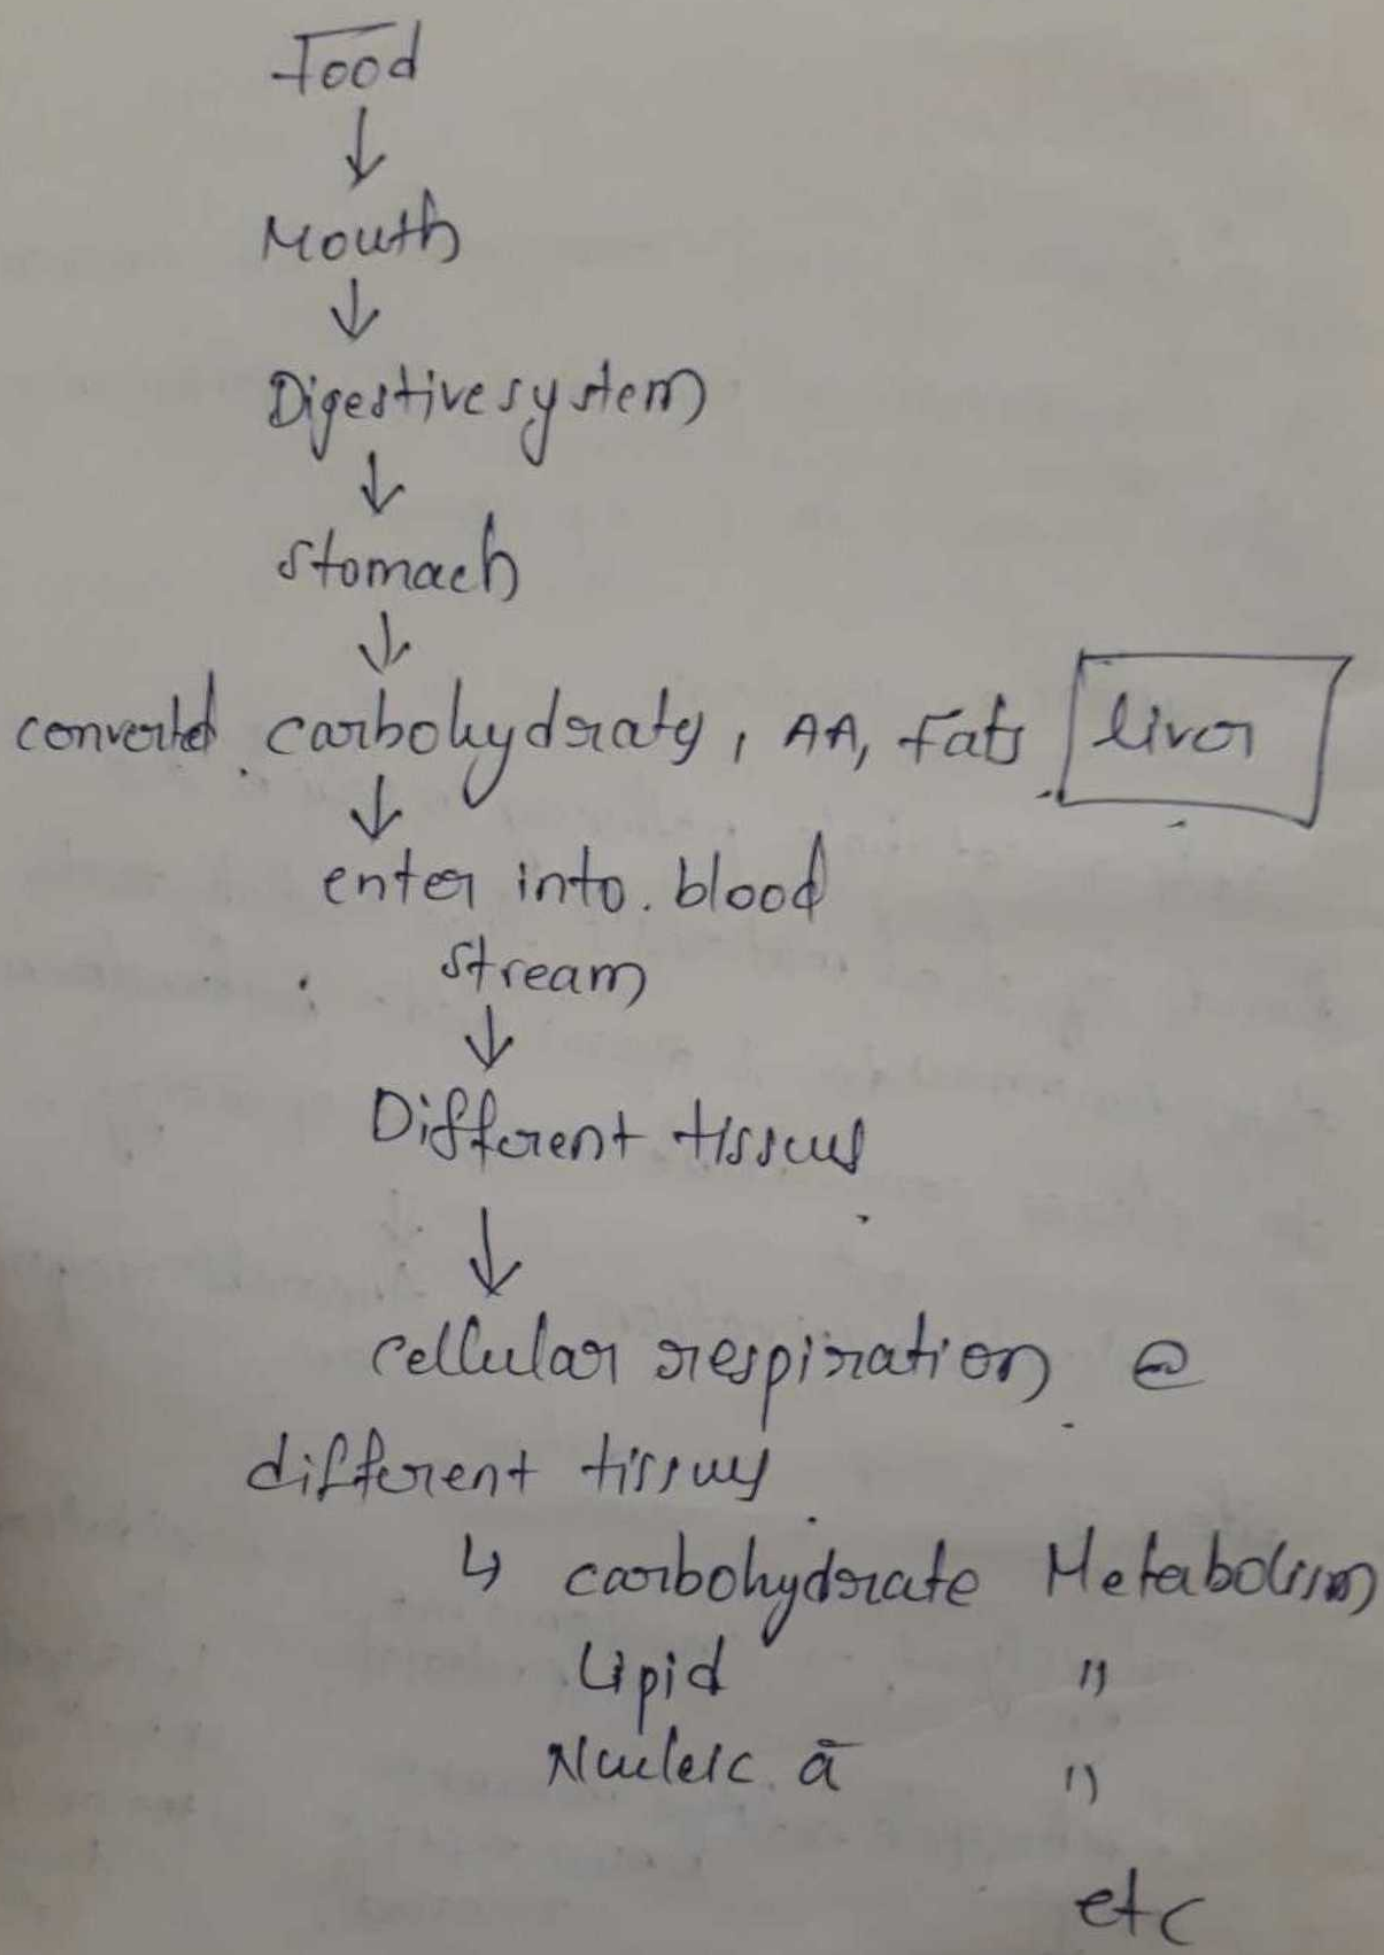 Food
↓
Mouth
↓
Digestive system
↓
Stomach
↓
converted carbohydrates, AA, Fats liver
↓
enter into. blood
stream
↓
Different tissues
↓
cellular respiration @
different tissues
↳ carbohydrate Metabolism
Lipid "
Nucleic ā "
etc